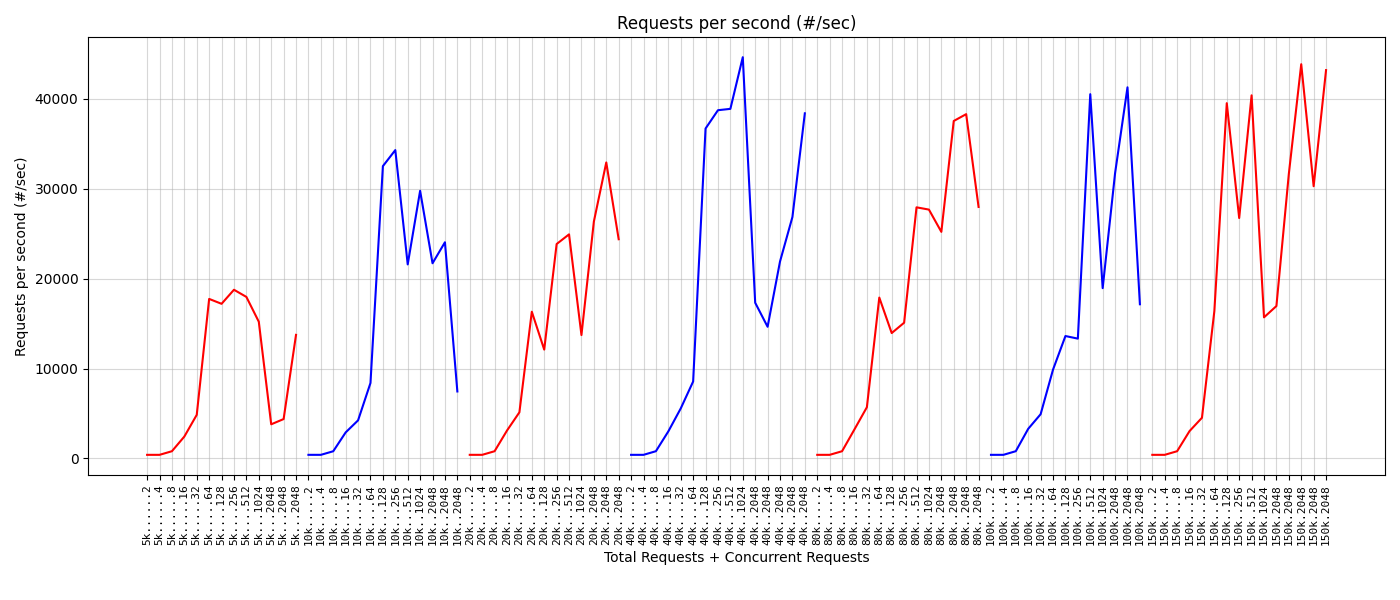 Requests per second (#/sec)
Requests per second (#/sec)
40000
30000
20000
10000
0
5k......2
5k......4
5k......8
5k.....16
5k.....32
5k.....64
5k....128
5k....256
5k....512
5k...1024
5k...2048
5k...2048
5k...2048
10k.....2
10k.....4
10k.....8
10k....16
10k....32
10k....64
10k...128
10k...256
10k...512
10k..1024
10k..2048
10k..2048
10k..2048
20k.....2
20k.....4
20k.....8
20k....16
20k....32
20k....64
20k...128
20k...256
20k...512
20k..1024
20k..2048
20k..2048
20k..2048
40k.....2
40k.....4
40k.....8
40k....16
40k....32
40k....64
40k...128
40k...256
40k...512
40k..1024
40k..2048
40k..2048
40k..2048
40k..2048
40k..2048
80k.....2
80k.....4
80k.....8
80k....16
80k....32
80k....64
80k...128
80k...256
80k...512
80k..1024
80k..2048
80k..2048
80k..2048
80k..2048
100k....2
100k....4
100k....8
100k...16
100k...32
100k...64
100k..128
100k..256
100k..512
100k.1024
100k.2048
100k.2048
100k.2048
150k....2
150k....4
150k....8
150k...16
150k...32
150k...64
150k..128
150k..256
150k..512
150k.1024
150k.2048
150k.2048
150k.2048
150k.2048
150k.2048
Total Requests + Concurrent Requests